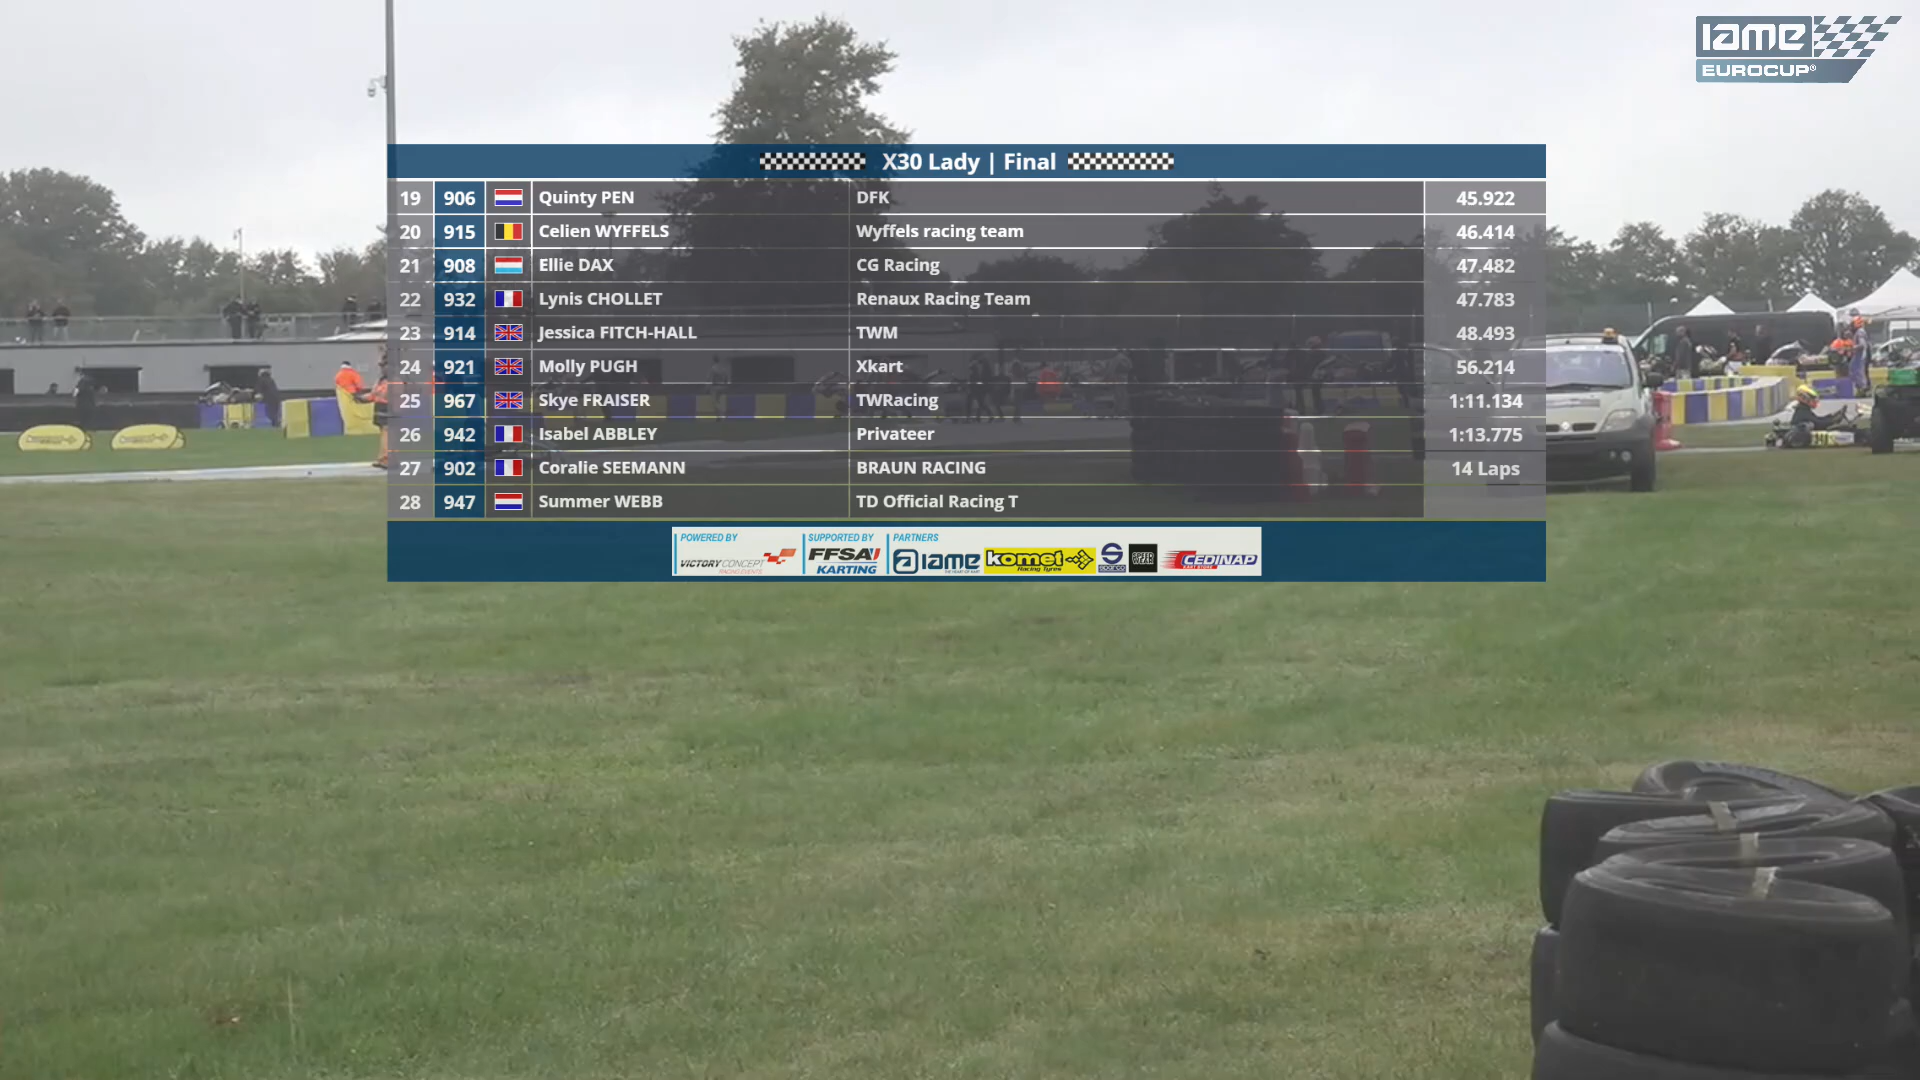 IAME
EUROCUP®
X30 Lady | Final
19 906 Quinty PEN DFK 45.922
20 915 Celien WYFFELS Wyffels racing team 46.414
21 908 Ellie DAX CG Racing 47.482
22 932 Lynis CHOLLET Renaux Racing Team 47.783
23 914 Jessica FITCH-HALL TWM 48.493
24 921 Molly PUGH Xkart 56.214
25 967 Skye FRAISER TWRacing 1:11.134
26 942 Isabel ABBLEY Privateer 1:13.775
27 902 Coralie SEEMANN BRAUN RACING 14 Laps
28 947 Summer WEBB TD Official Racing T
POWERED BY SUPPORTED BY PARTNERS
VICTORY CONCEPT FFSA KARTING IAME komet Racing Tyres SPARCO SPEED WEAR CEDINAP